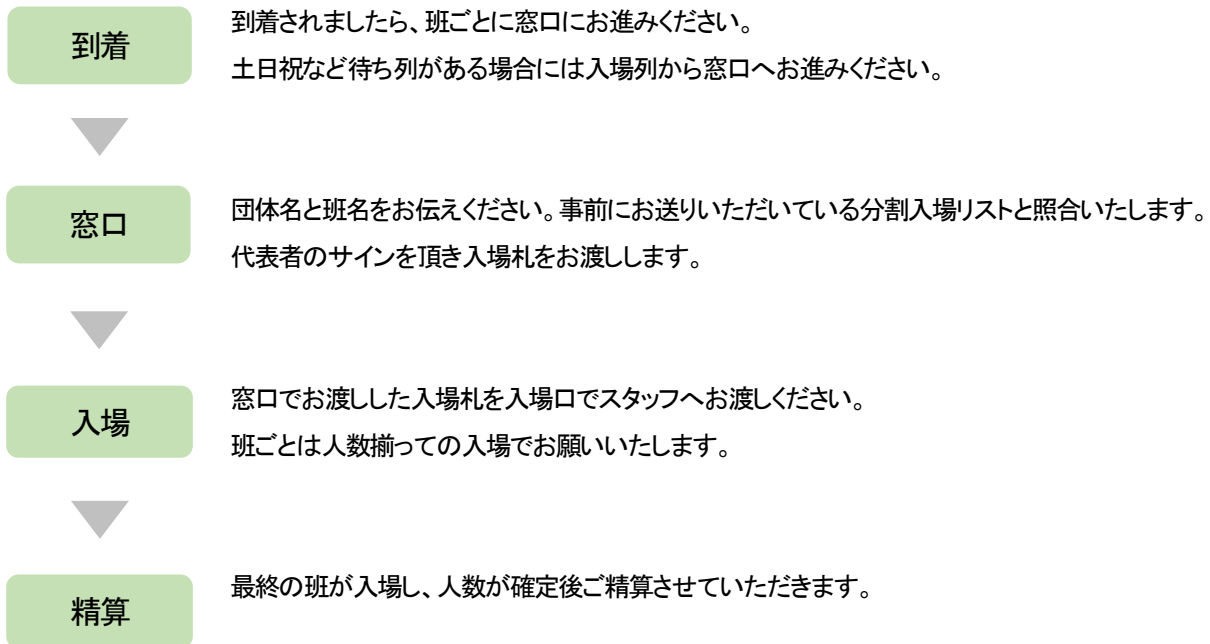 到着
到着されましたら、班ごとに窓口にお進みください。
土日祝など待ち列がある場合には入場列から窓口へお進みください。
窓口
団体名と班名をお伝えください。事前にお送りいただいている分割入場リストと照合いたします。
代表者のサインを頂き入場札をお渡しします。
入場
窓口でお渡しした入場札を入場口でスタッフへお渡しください。
班ごとは人数揃っての入場でお願いいたします。
精算
最終の班が入場し、人数が確定後ご精算させていただきます。